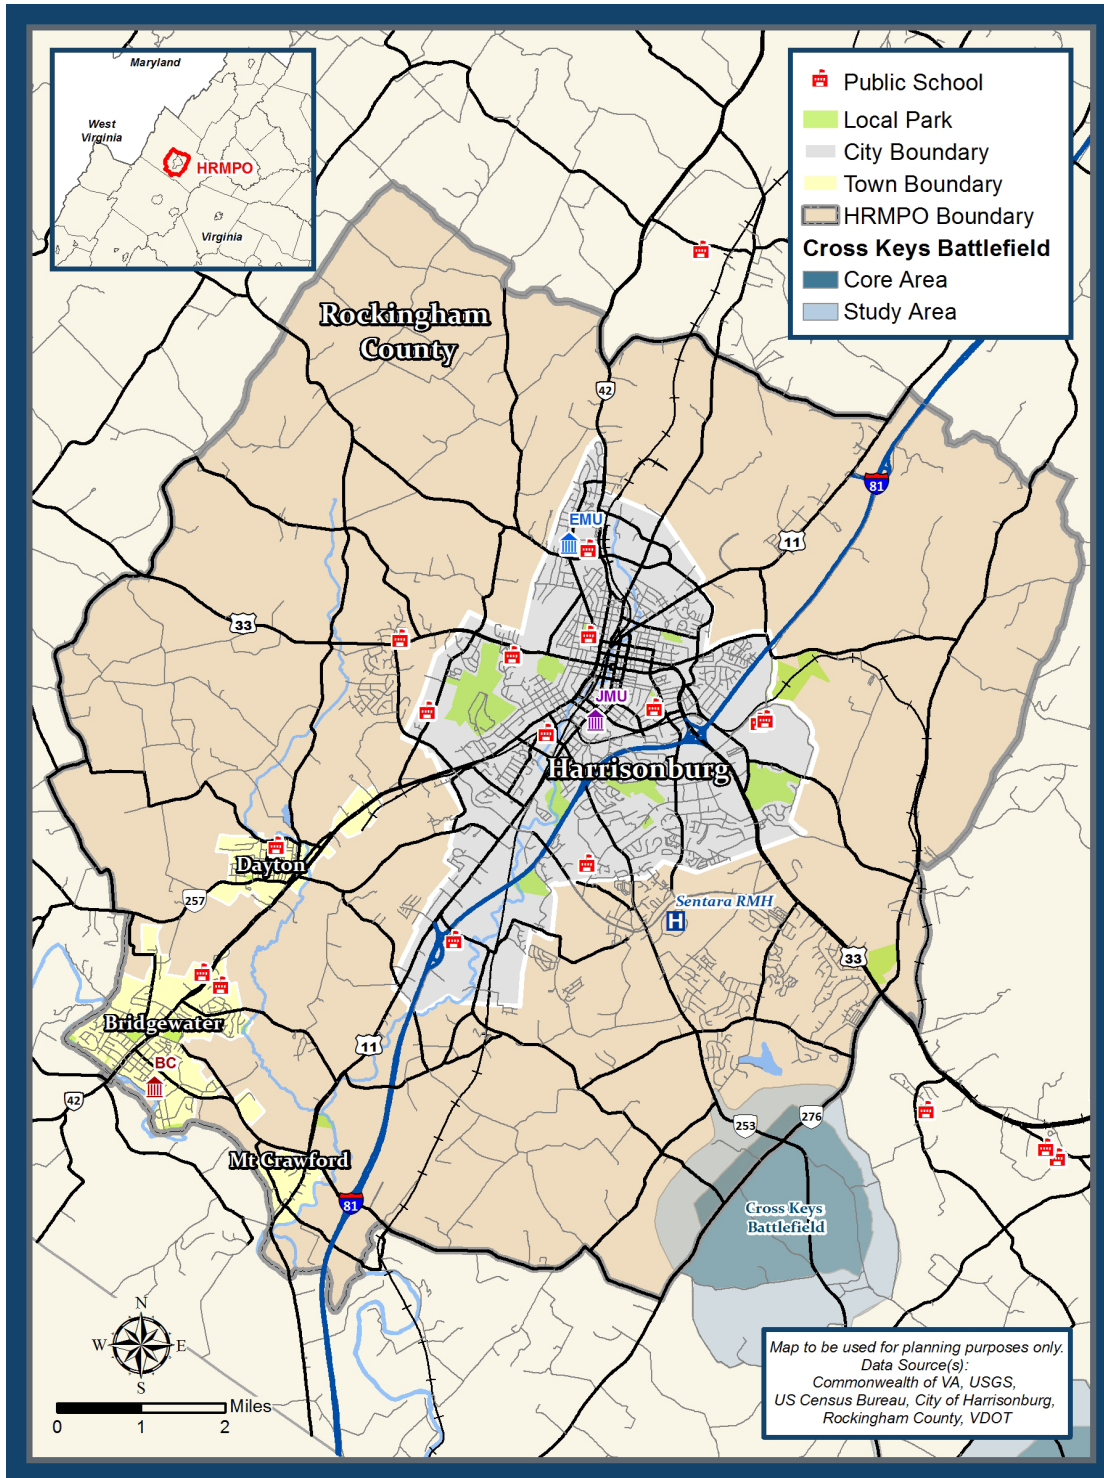 Maryland
West
Virginia
HRMPO
Virginia
Public School
Local Park
City Boundary
Town Boundary
HRMPO Boundary
Cross Keys Battlefield
Core Area
Study Area
Rockingham
County
42
81
EMU
11
33
JMU
Harrisonburg
Dayton
257
Sentara RMH
H
33
Bridgewater
11
BC
42
253
276
Mt Crawford
81
Cross Keys
Battlefield
N
W
E
S
Miles
0
1
2
Map to be used for planning purposes only.
Data Source(s):
Commonwealth of VA, USGS,
US Census Bureau, City of Harrisonburg,
Rockingham County, VDOT